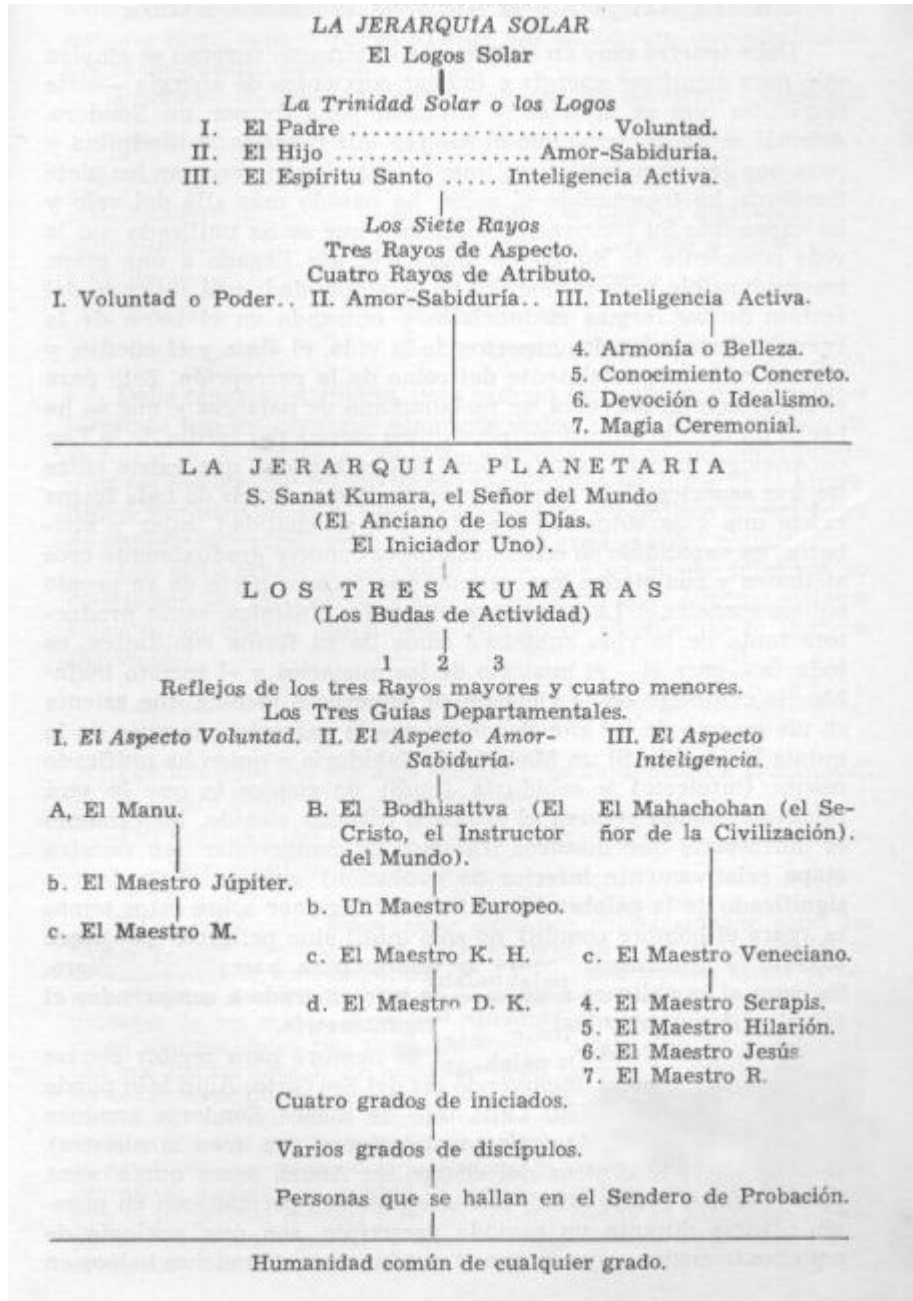 LA JERARQUÍA SOLAR
El Logos Solar
La Trinidad Solar o los Logos
I. El Padre .......................... Voluntad.
II. El Hijo .................. Amor-Sabiduría.
III. El Espíritu Santo ..... Inteligencia Activa.
Los Siete Rayos
Tres Rayos de Aspecto.
Cuatro Rayos de Atributo.
I. Voluntad o Poder.. II. Amor-Sabiduría.. III. Inteligencia Activa.
4. Armonía o Belleza.
5. Conocimiento Concreto.
6. Devoción o Idealismo.
7. Magia Ceremonial.
LA JERARQUÍA PLANETARIA
S. Sanat Kumara, el Señor del Mundo
(El Anciano de los Días.
El Iniciador Uno).
LOS TRES KUMARAS
(Los Budas de Actividad)
1 2 3
Reflejos de los tres Rayos mayores y cuatro menores.
Los Tres Guías Departamentales.
I. El Aspecto Voluntad. II. El Aspecto Amor- III. El Aspecto
Sabiduría. Inteligencia.
A, El Manu. B. El Bodhisattva (El El Mahachohan (el Se-
Cristo, el Instructor ñor de la Civilización).
del Mundo).
b. El Maestro Júpiter.
b. Un Maestro Europeo.
c. El Maestro M.
c. El Maestro K. H. c. El Maestro Veneciano.
d. El Maestro D. K. 4. El Maestro Serapis.
5. El Maestro Hilarión.
6. El Maestro Jesús
7. El Maestro R.
Cuatro grados de iniciados.
Varios grados de discípulos.
Personas que se hallan en el Sendero de Probación.
Humanidad común de cualquier grado.